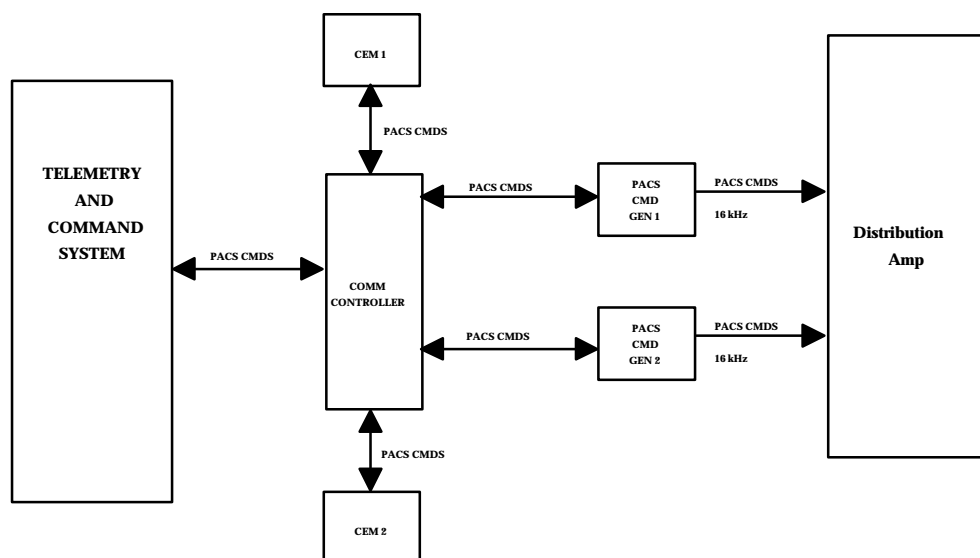 CEM 1
PACS CMDS
TELEMETRY
AND
COMMAND
SYSTEM
PACS CMDS
COMM
CONTROLLER
PACS CMDS
PACS
CMD
GEN 1
PACS CMDS
16 kHz
PACS CMDS
PACS
CMD
GEN 2
PACS CMDS
16 kHz
Distribution
Amp
PACS CMDS
CEM 2